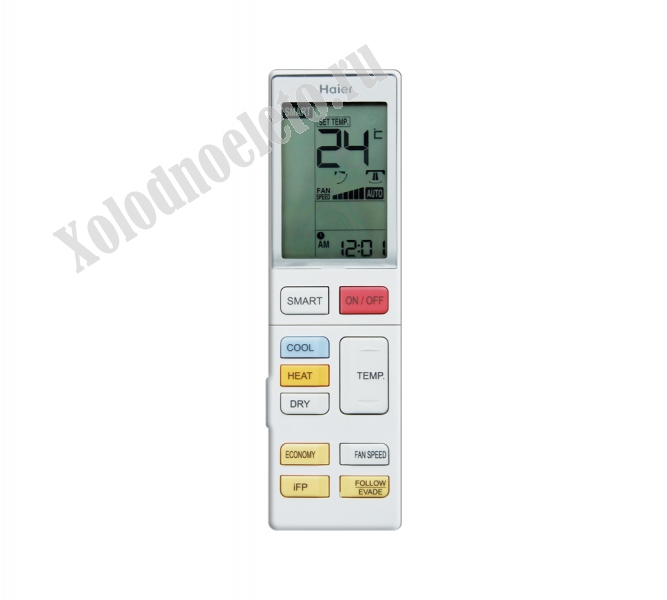 Haier
SMART
SET TEMP.
24°C
FAN SPEED AUTO
AM 12:01
SMART ON / OFF
COOL
HEAT
TEMP.
DRY
ECONOMY FAN SPEED
iFP FOLLOW
EVADE
Xolodnoeleto.ru